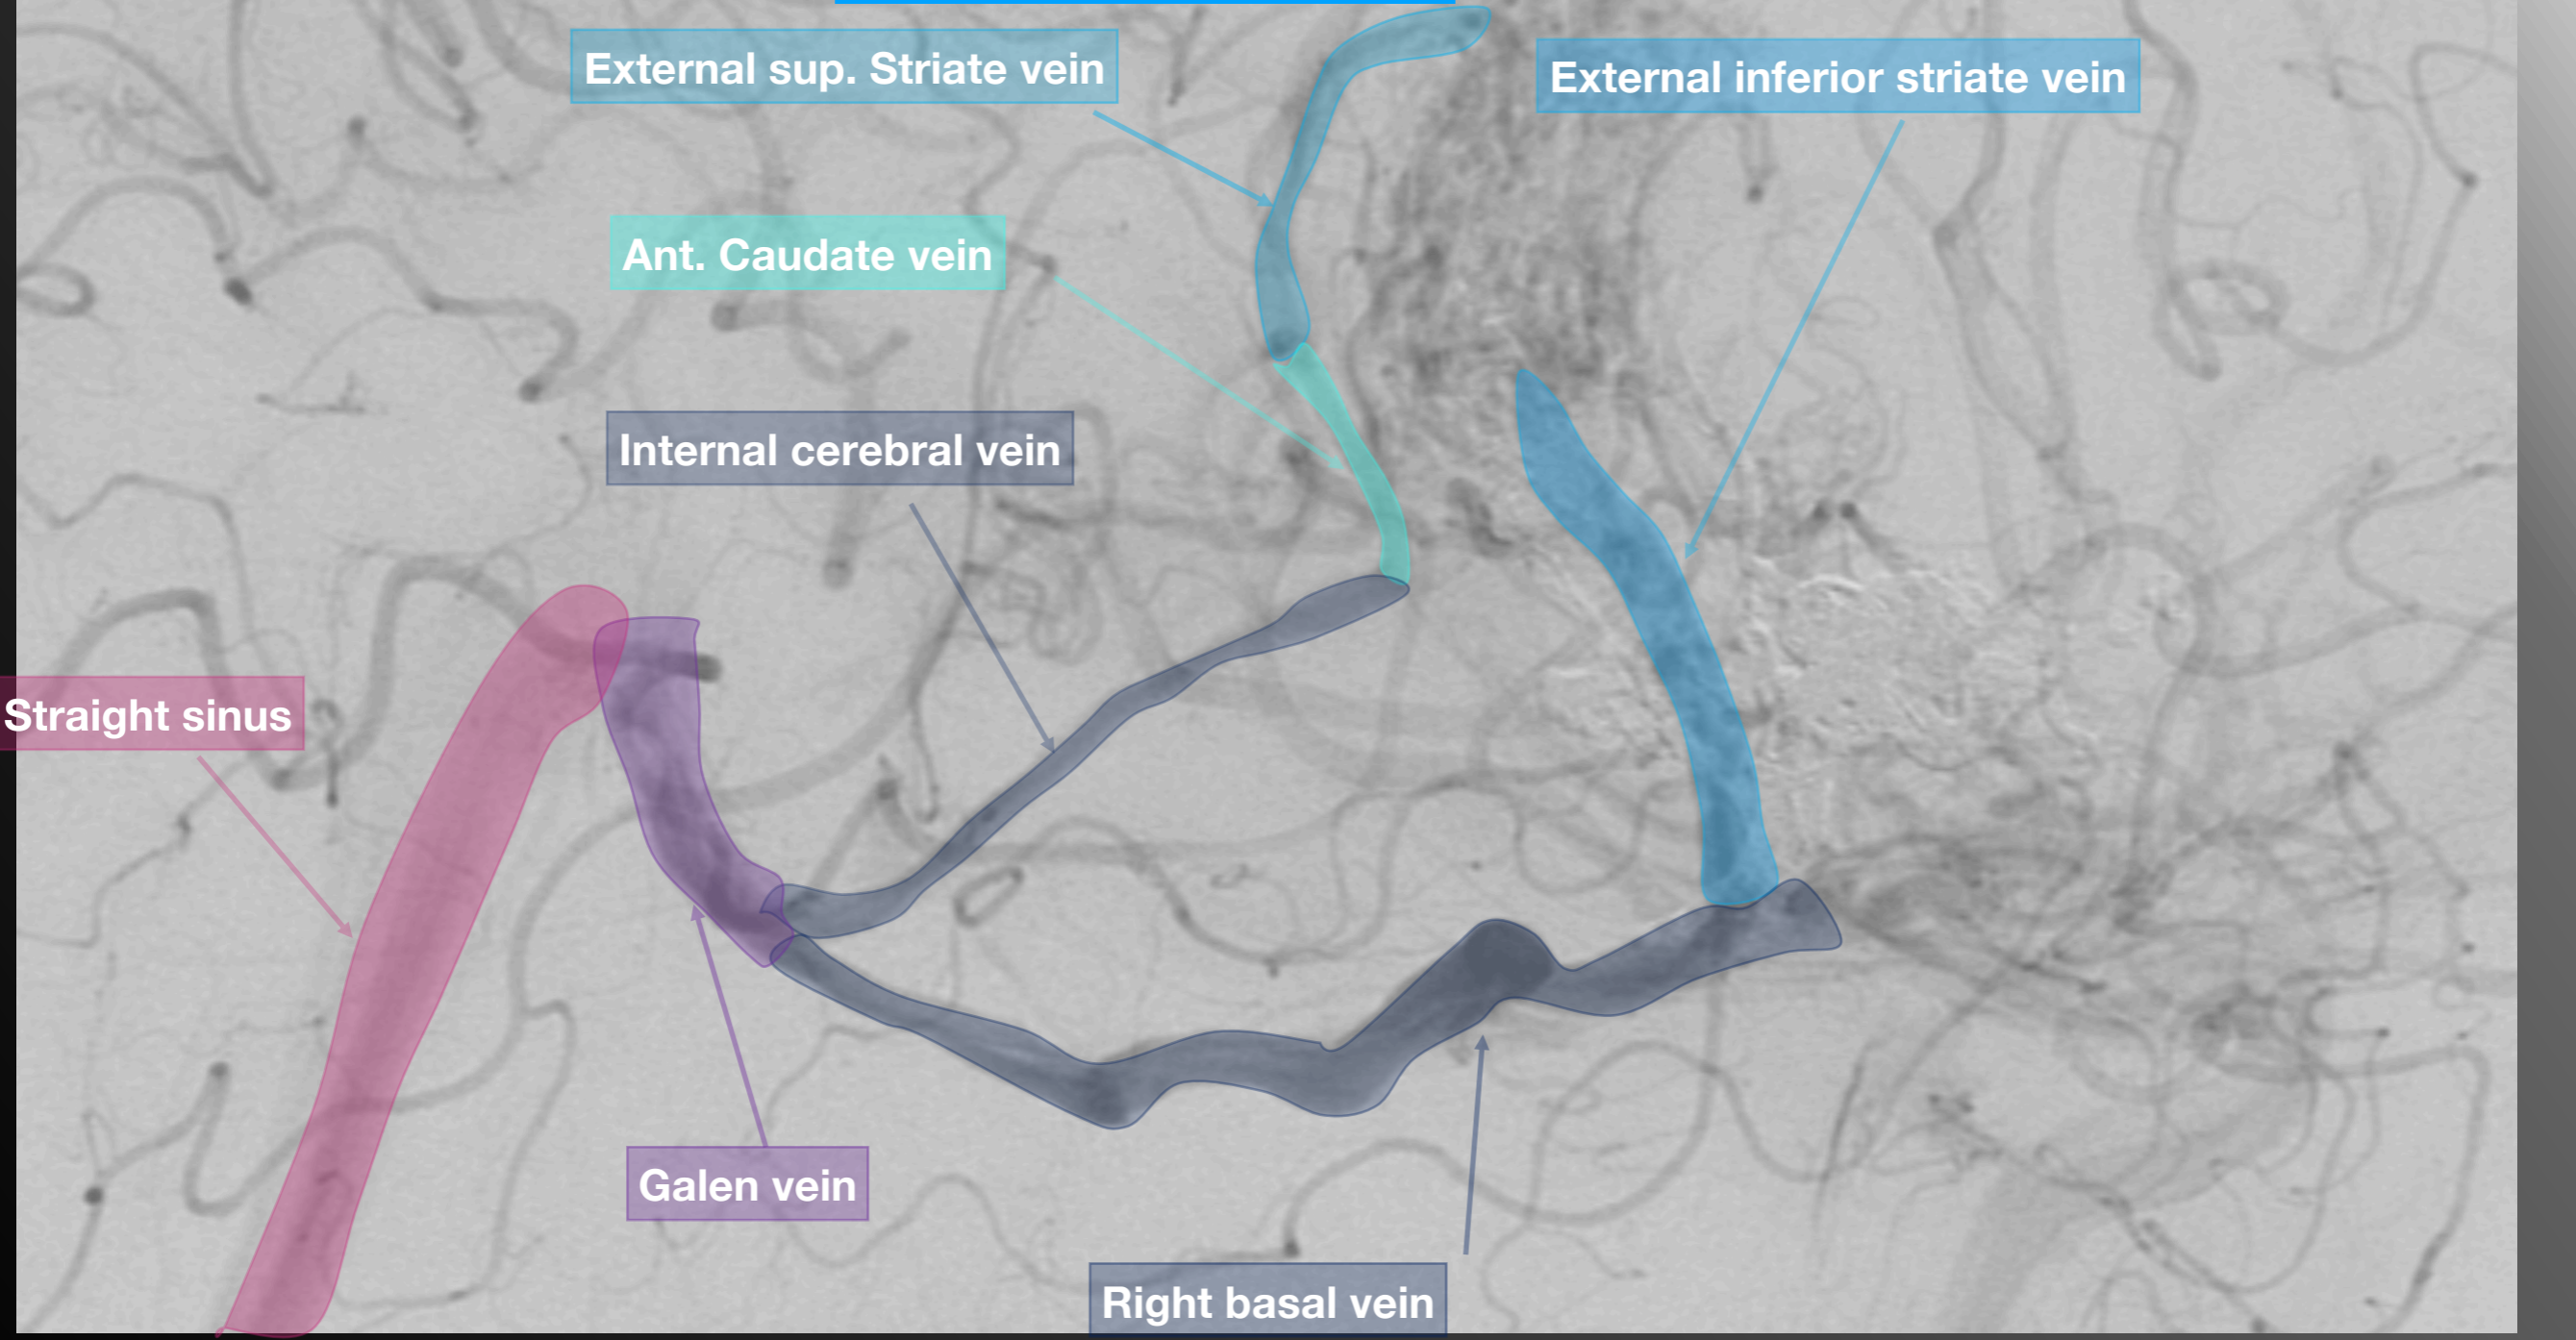 External sup. Striate vein
External inferior striate vein
Ant. Caudate vein
Internal cerebral vein
Straight sinus
Galen vein
Right basal vein